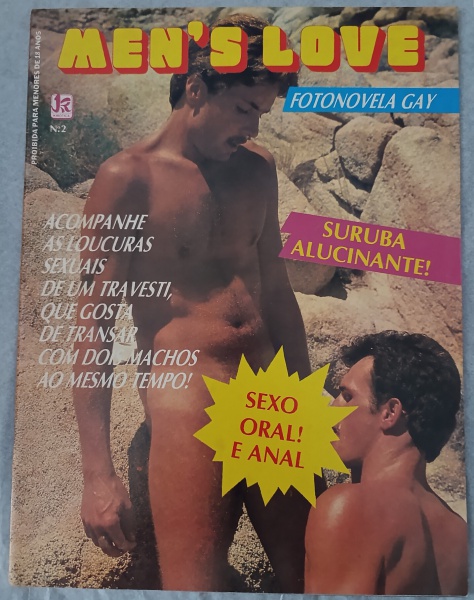 MEN'S LOVE
FOTONOVELA GAY
PROIBIDA PARA MENORES DE 18 ANOS
N:2
ACOMPANHE
AS LOUCURAS
SEXUAIS
DE UM TRAVESTI,
QUE GOSTA
DE TRANSAR
COM DOIS MACHOS
AO MESMO TEMPO!
SURUBA
ALUCINANTE!
SEXO
ORAL!
E ANAL